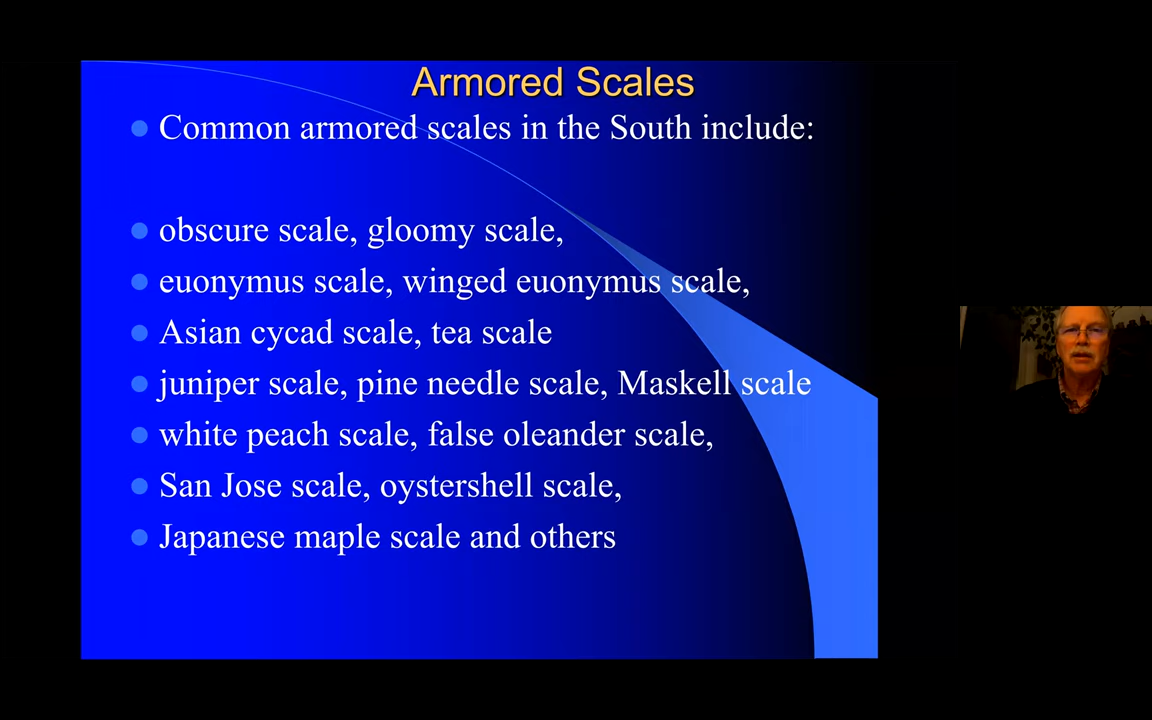 Armored Scales
Common armored scales in the South include:
obscure scale, gloomy scale,
euonymus scale, winged euonymus scale,
Asian cycad scale, tea scale
juniper scale, pine needle scale, Maskell scale
white peach scale, false oleander scale,
San Jose scale, oystershell scale,
Japanese maple scale and others